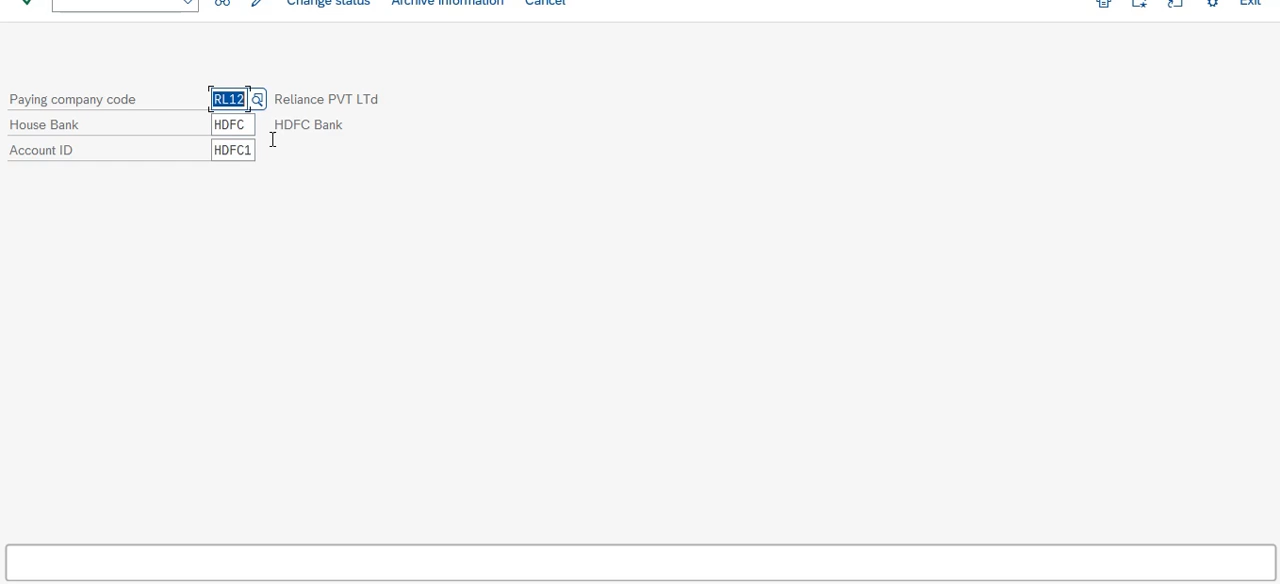 Change status Archive information Cancel Exit
Paying company code RL12 Reliance PVT LTd
House Bank HDFC HDFC Bank
Account ID HDFC1